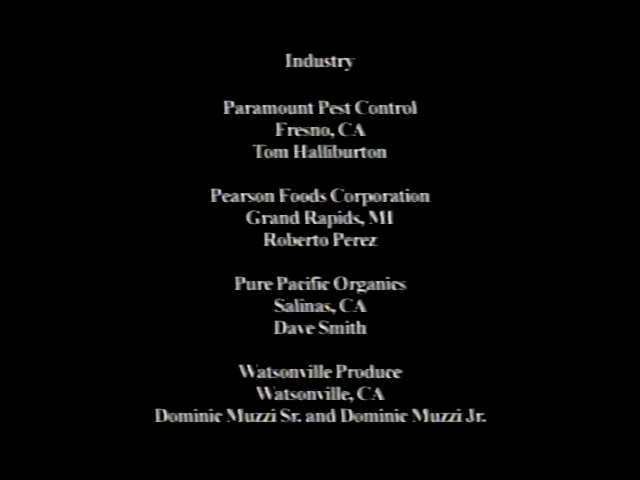 Industry
Paramount Pest Control
Fresno, CA
Tom Halliburton
Pearson Foods Corporation
Grand Rapids, MI
Roberto Perez
Pure Pacific Organics
Salinas, CA
Dave Smith
Watsonville Produce
Watsonville, CA
Dominic Muzzi Sr. and Dominic Muzzi Jr.